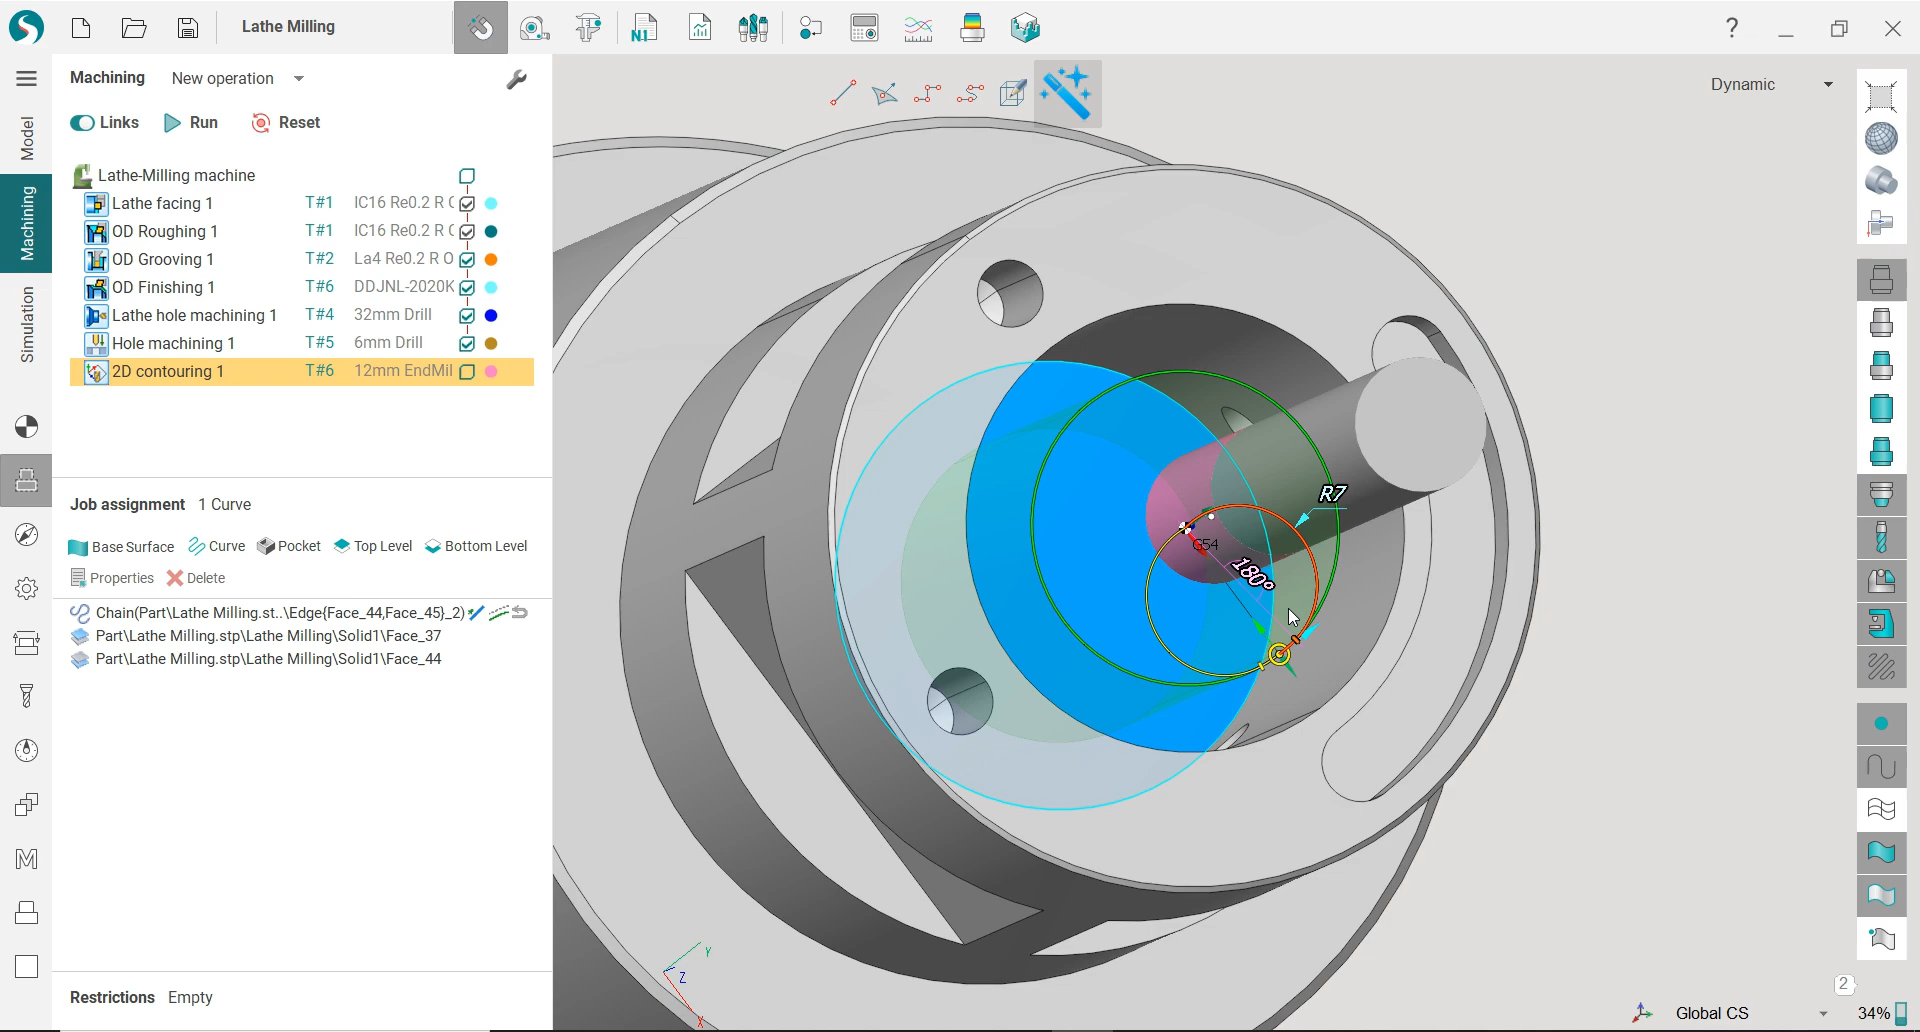 Lathe Milling
N1
?
Machining New operation
Dynamic
Links Run Reset
Model
Machining
Simulation
Lathe-Milling machine
Lathe facing 1 T#1 IC16 Re0.2 R C
OD Roughing 1 T#1 IC16 Re0.2 R C
OD Grooving 1 T#2 La4 Re0.2 R O
OD Finishing 1 T#6 DDJNL-2020K
Lathe hole machining 1 T#4 32mm Drill
Hole machining 1 T#5 6mm Drill
2D contouring 1 T#6 12mm EndMil
R7
G54
180°
Job assignment 1 Curve
Base Surface Curve Pocket Top Level Bottom Level
Properties Delete
Chain(Part\Lathe Milling.st..\Edge{Face_44,Face_45}_2)
Part\Lathe Milling.stp\Lathe Milling\Solid1\Face_37
Part\Lathe Milling.stp\Lathe Milling\Solid1\Face_44
M
Y
Z
X
Restrictions Empty
2
Global CS
34%